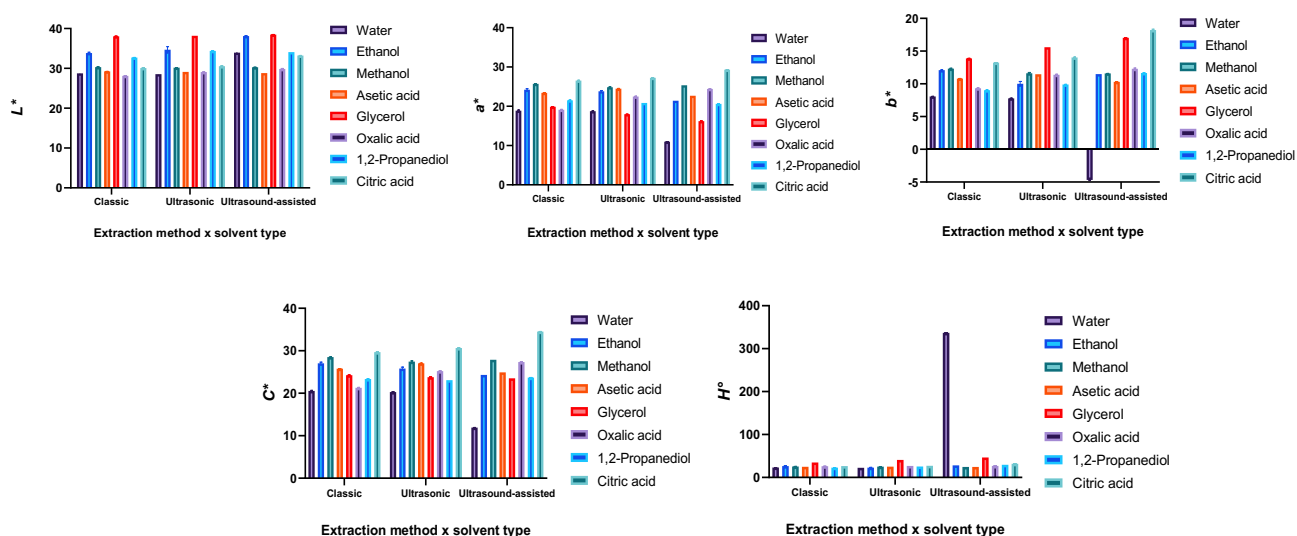 L*
40
30
20
10
0
Classic
Ultrasonic
Ultrasound-assisted
Extraction method x solvent type
Water
Ethanol
Methanol
Asetic acid
Glycerol
Oxalic acid
1,2-Propanediol
Citric acid
a*
40
30
20
10
0
Classic
Ultrasonic
Ultrasound-assisted
Extraction method x solvent type
Water
Ethanol
Methanol
Asetic acid
Glycerol
Oxalic acid
1,2-Propanediol
Citric acid
b*
20
15
10
5
0
-5
Classic
Ultrasonic
Ultrasound-assisted
Extraction method x solvent type
Water
Ethanol
Methanol
Asetic acid
Glycerol
Oxalic acid
1,2-Propanediol
Citric acid
C*
40
30
20
10
0
Classic
Ultrasonic
Ultrasound-assisted
Extraction method x solvent type
Water
Ethanol
Methanol
Asetic acid
Glycerol
Oxalic acid
1,2-Propanediol
Citric acid
H°
400
300
200
100
0
Classic
Ultrasonic
Ultrasound-assisted
Extraction method x solvent type
Water
Ethanol
Methanol
Asetic acid
Glycerol
Oxalic acid
1,2-Propanediol
Citric acid